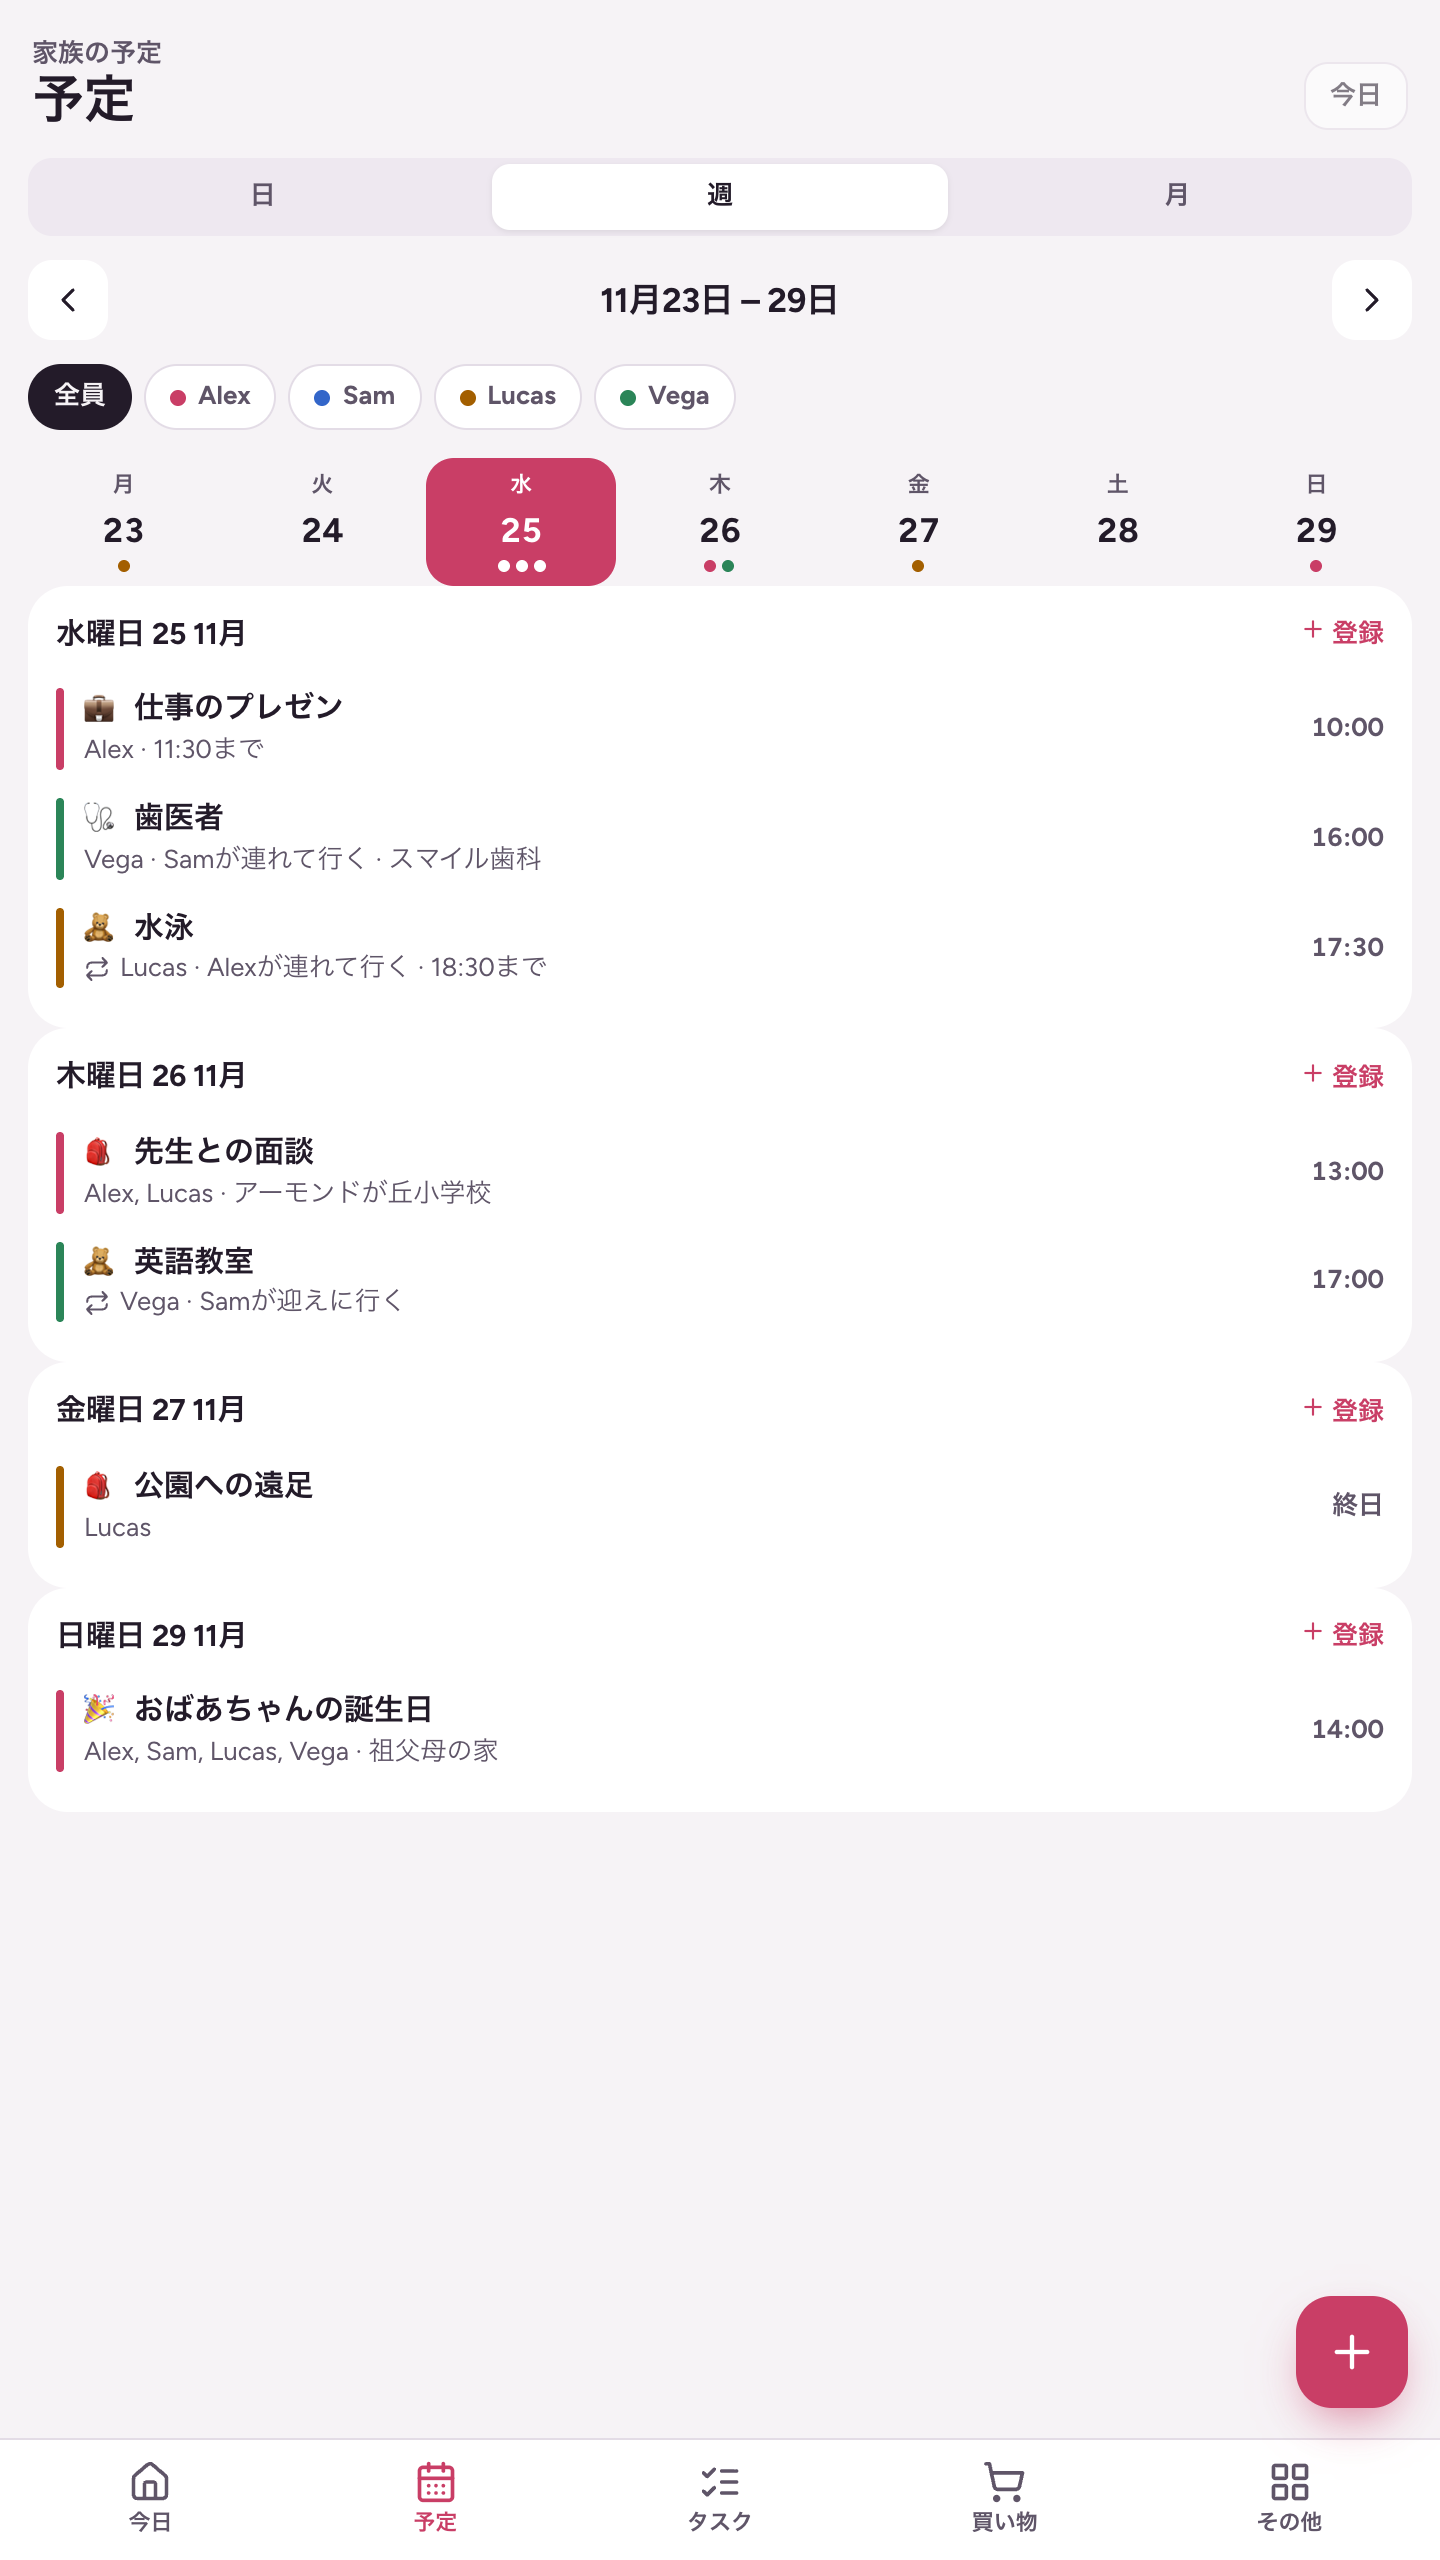 家族の予定
予定
今日
日 週 月
11月23日 – 29日
全員 Alex Sam Lucas Vega
月 火 水 木 金 土 日
23 24 25 26 27 28 29
水曜日 25 11月
+ 登録
仕事のプレゼン
Alex · 11:30まで
10:00
歯医者
Vega · Samが連れて行く · スマイル歯科
16:00
水泳
Lucas · Alexが連れて行く · 18:30まで
17:30
木曜日 26 11月
+ 登録
先生との面談
Alex, Lucas · アーモンドが丘小学校
13:00
英語教室
Vega · Samが迎えに行く
17:00
金曜日 27 11月
+ 登録
公園への遠足
Lucas
終日
日曜日 29 11月
+ 登録
おばあちゃんの誕生日
Alex, Sam, Lucas, Vega · 祖父母の家
14:00
今日 予定 タスク 買い物 その他